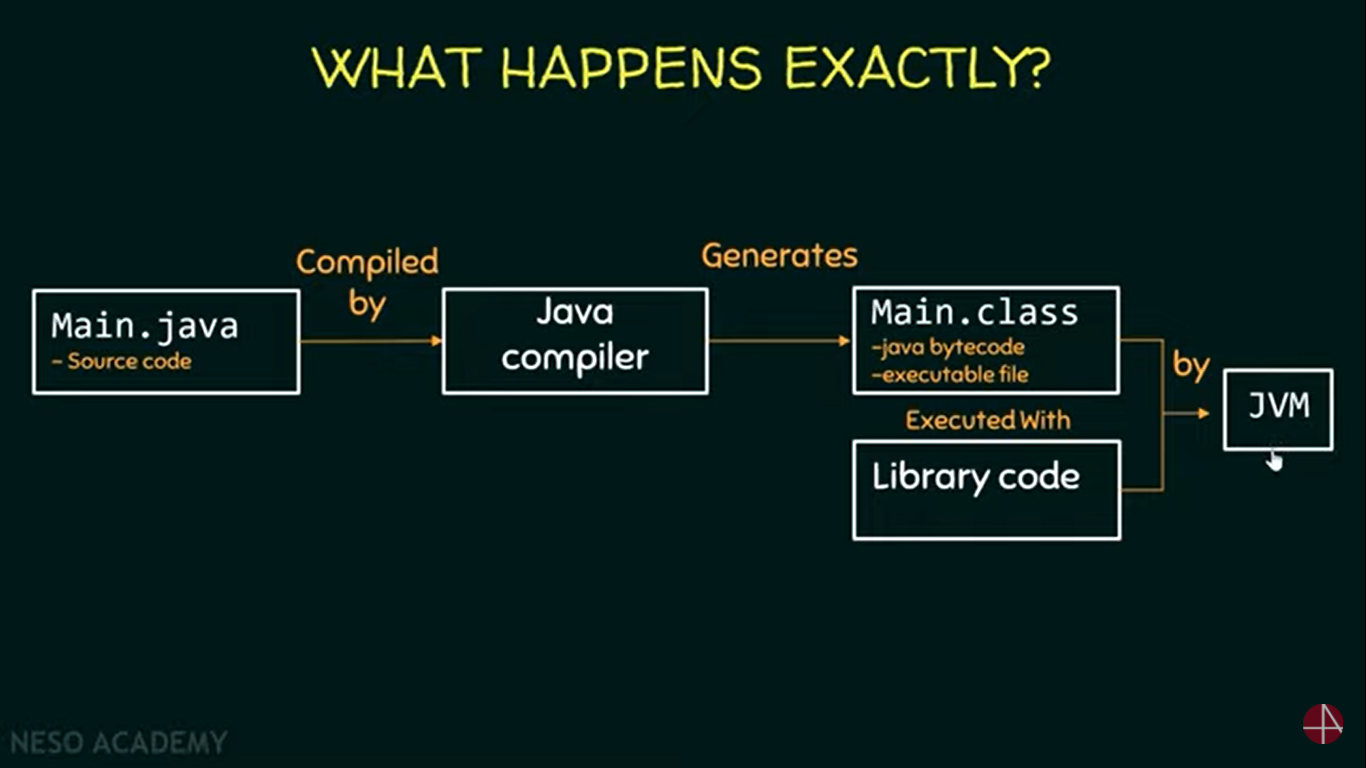 WHAT HAPPENS EXACTLY?
Compiled
by
Generates
Main.java
- Source code
Java
compiler
Main.class
-java bytecode
-executable file
by
JVM
Executed With
Library code
NESO ACADEMY